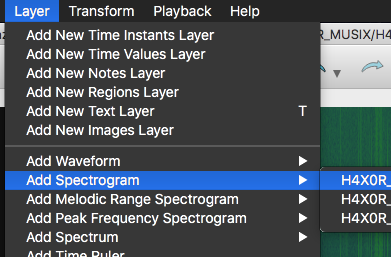 Layer Transform Playback Help
Add New Time Instants Layer
R_MUSIX/H4
Add New Time Values Layer
Add New Notes Layer
Add New Regions Layer
Add New Text Layer T
Add New Images Layer
Add Waveform
Add Spectrogram H4X0R_
Add Melodic Range Spectrogram H4X0R_
Add Peak Frequency Spectrogram H4X0R_
Add Spectrum
Add Time Ruler